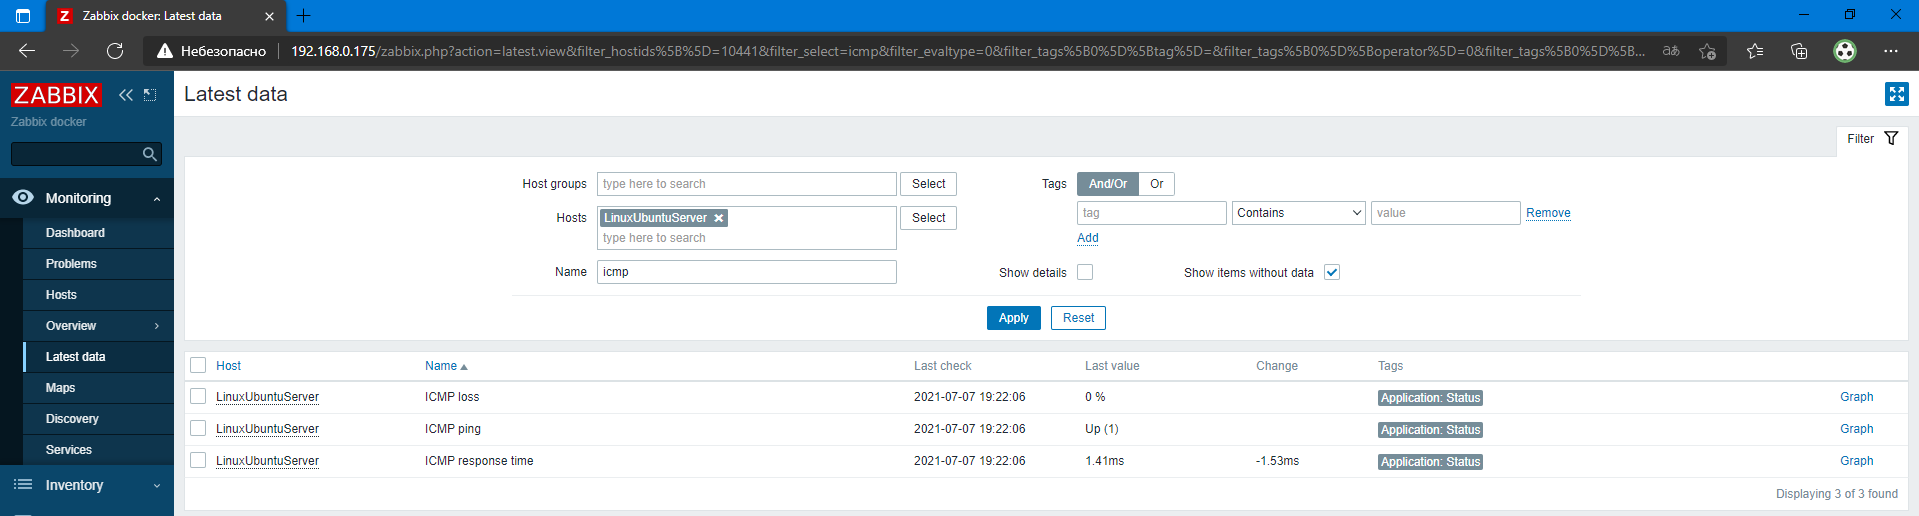 Zabbix docker: Latest data
Небезопасно 192.168.0.175/zabbix.php?action=latest.view&filter_hostids%5B%5D=10441&filter_select=icmp&filter_evaltype=0&filter_tags%5B0%5D%5Btag%5D=&filter_tags%5B0%5D%5Boperator%5D=0&filter_tags%5B0%5D%5B...
ZABBIX
Zabbix docker
Monitoring
Dashboard
Problems
Hosts
Overview
Latest data
Maps
Discovery
Services
Inventory
Latest data
Filter
Host groups type here to search Select
Hosts LinuxUbuntuServer Select
type here to search
Name icmp
Tags And/Or Or
tag Contains value Remove
Add
Show details Show items without data
Apply Reset
Host Name Last check Last value Change Tags
LinuxUbuntuServer ICMP loss 2021-07-07 19:22:06 0 % Application: Status Graph
LinuxUbuntuServer ICMP ping 2021-07-07 19:22:06 Up (1) Application: Status Graph
LinuxUbuntuServer ICMP response time 2021-07-07 19:22:06 1.41ms -1.53ms Application: Status Graph
Displaying 3 of 3 found